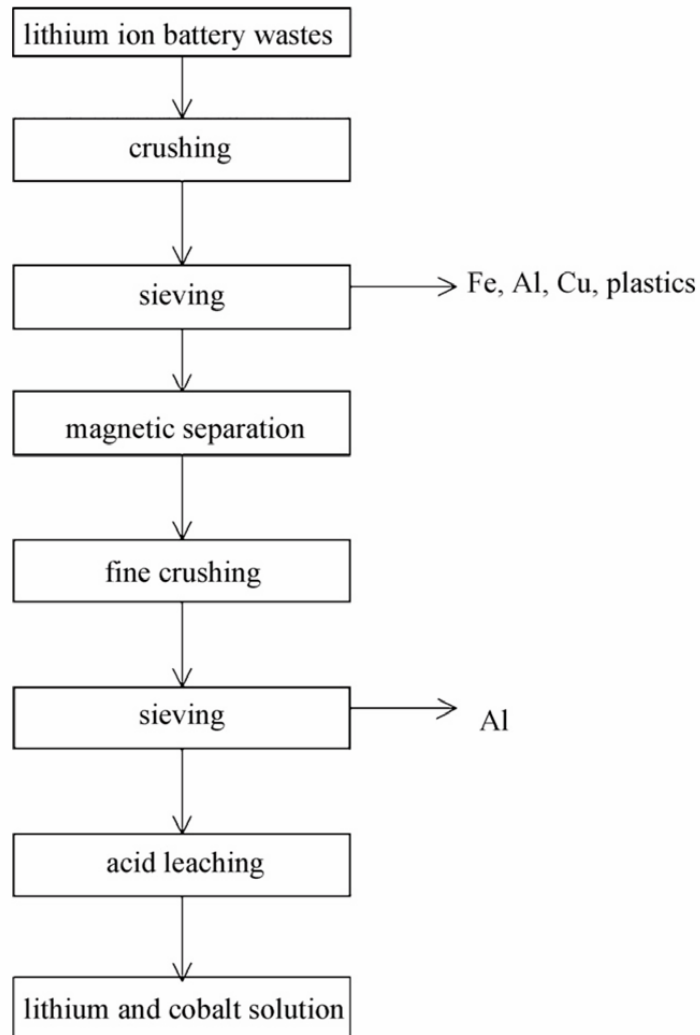 lithium ion battery wastes
crushing
sieving
Fe, Al, Cu, plastics
magnetic separation
fine crushing
sieving
Al
acid leaching
lithium and cobalt solution